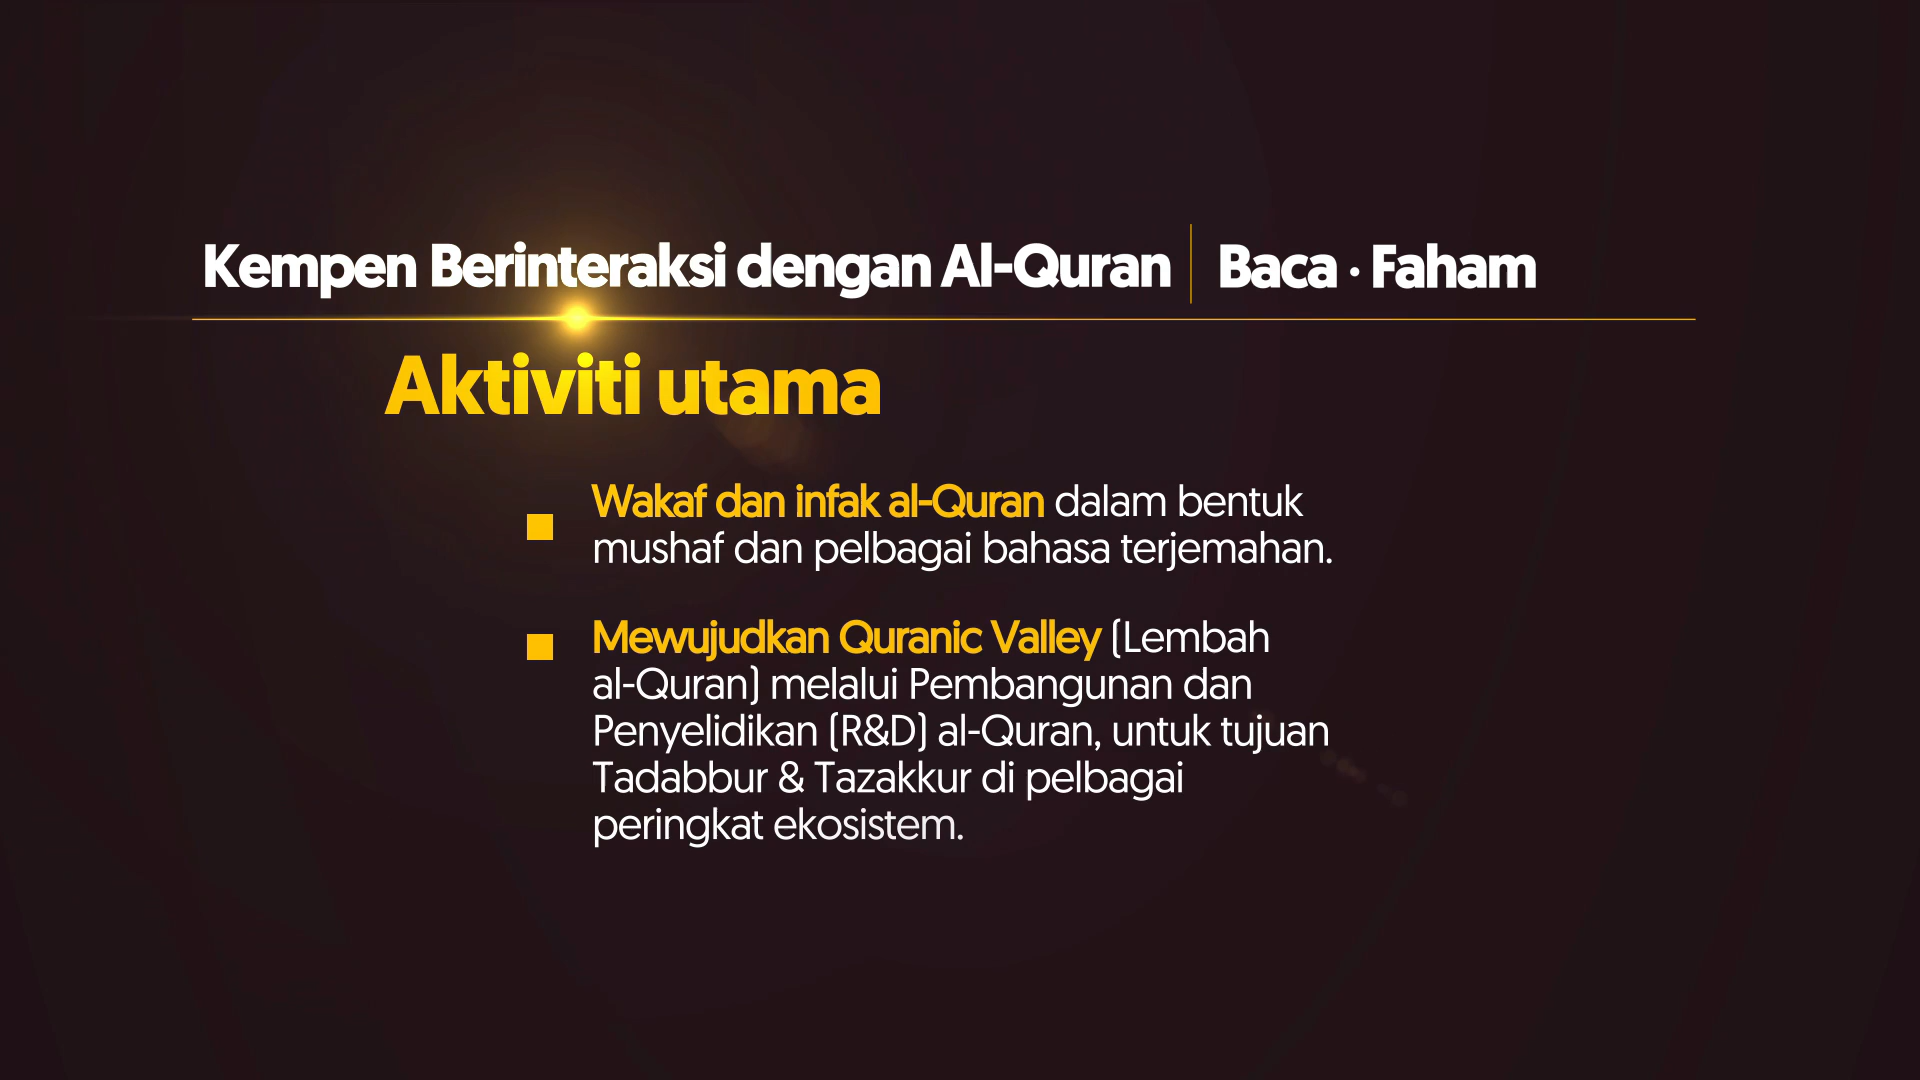 Kempen Berinteraksi dengan Al-Quran | Baca · Faham
Aktiviti utama
Wakaf dan infak al-Quran dalam bentuk
mushaf dan pelbagai bahasa terjemahan.
Mewujudkan Quranic Valley (Lembah
al-Quran) melalui Pembangunan dan
Penyelidikan (R&D) al-Quran, untuk tujuan
Tadabbur & Tazakkur di pelbagai
peringkat ekosistem.